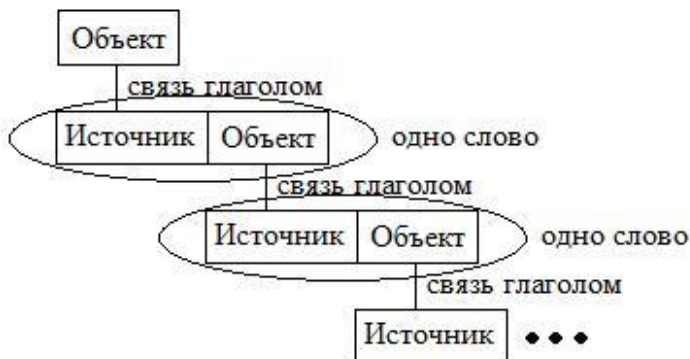 Объект
связь глаголом
Источник Объект одно слово
связь глаголом
Источник Объект одно слово
связь глаголом
Источник •••